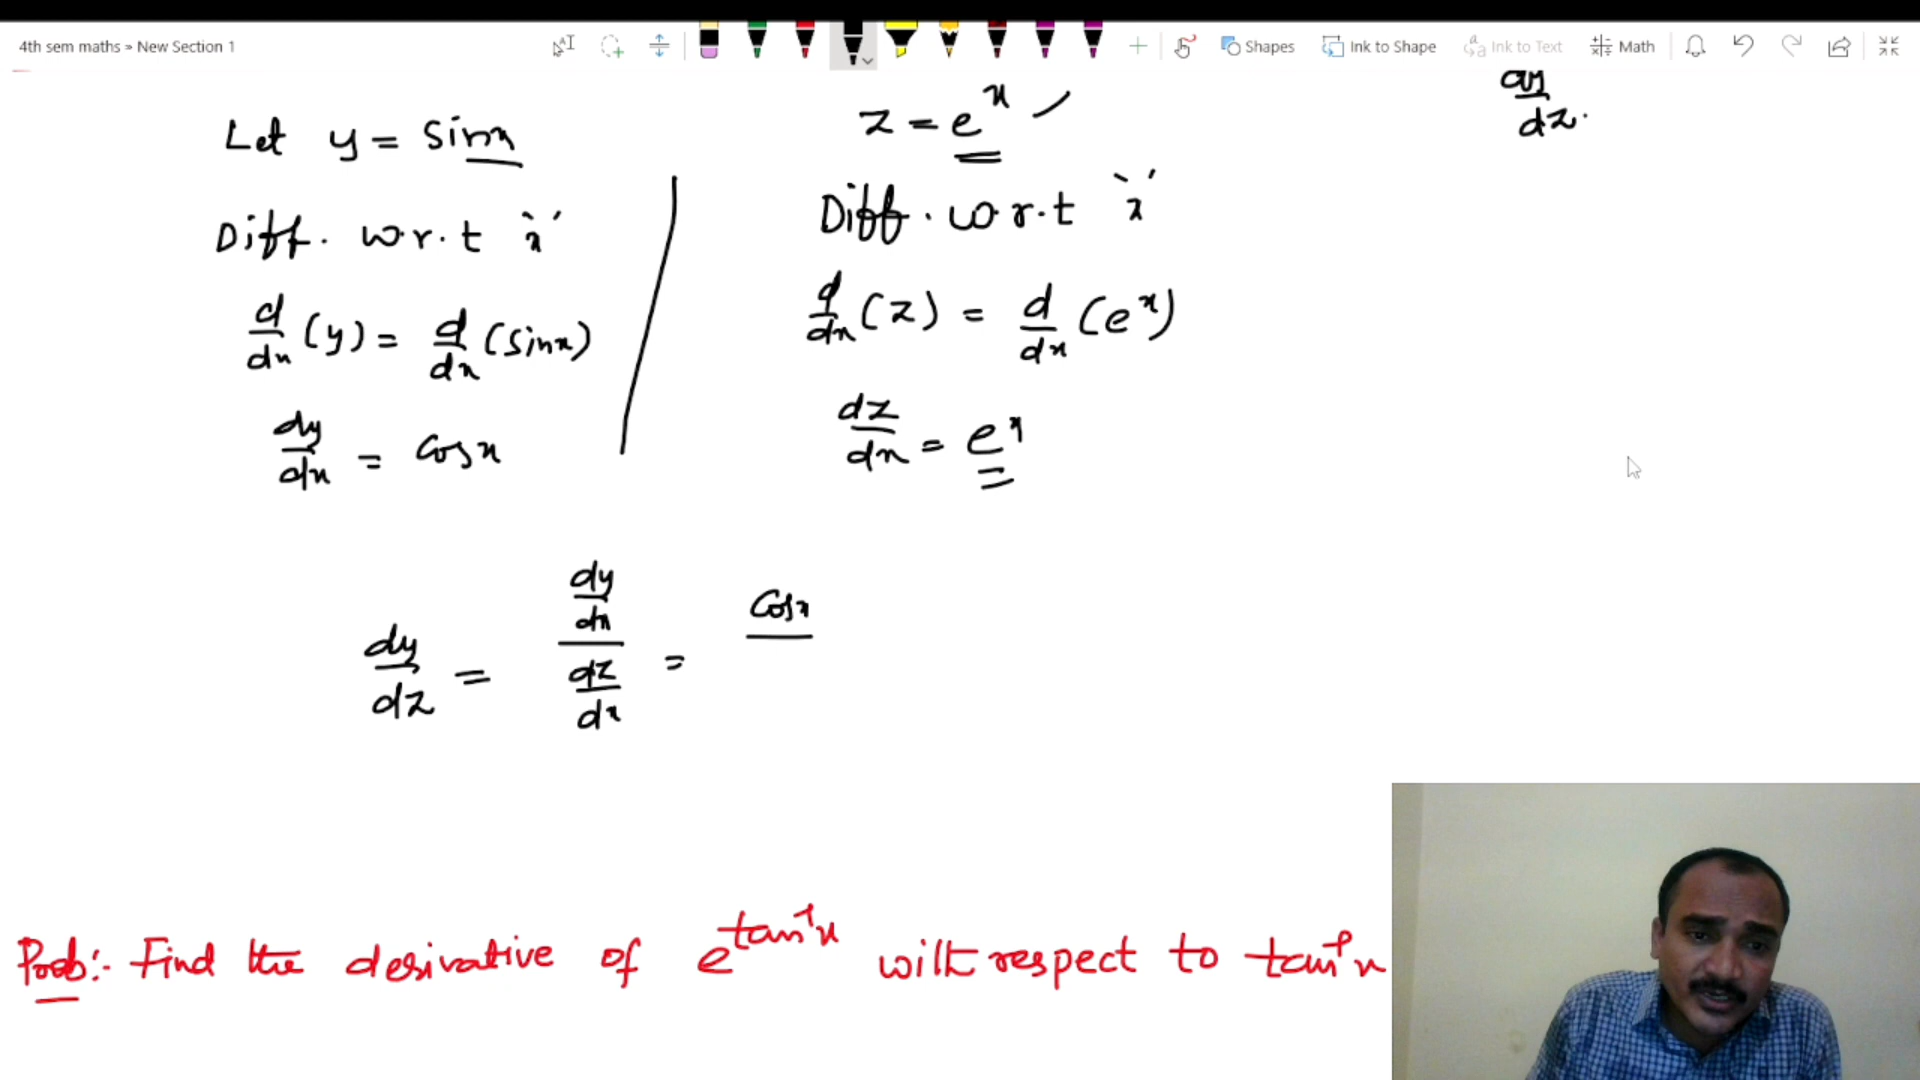 4th sem maths » New Section 1
Shapes
Ink to Shape
Ink to Text
Math
dy/dz.
Let y = sinx
z = e^x
Diff. w.r.t 'x'
Diff. w.r.t 'x'
d/dx (y) = d/dx (sinx)
d/dx (z) = d/dx (e^x)
dy/dx = cosx
dz/dx = e^x
dy/dz = (dy/dx)/(dz/dx) = cosx
Prob:- Find the derivative of e^tan⁻¹x with respect to tan⁻¹x